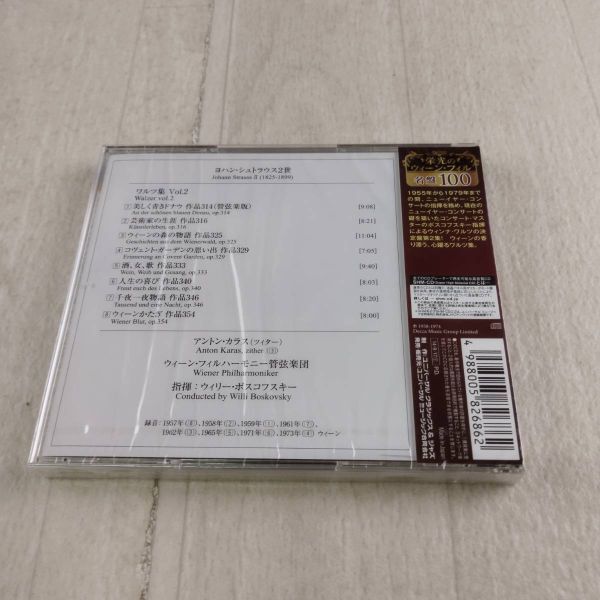 ヨハン・シュトラウス2世
Johann Strauss II (1825-1899)
ワルツ集 Vol.2
Walzer vol.2
1 美しく青きドナウ 作品314（管弦楽版） [9:08]
An der schönen blauen Donau, op.314
2 芸術家の生涯 作品316 [8:21]
Künstlerleben, op.316
3 ウィーンの森の物語 作品325 [11:04]
Geschichten aus dem Wienerwald, op.325
4 コヴェント・ガーデンの思い出 作品329 [7:05]
Erinnerung an Covent Garden, op.329
5 酒、女、歌 作品333 [9:40]
Wein, Weib und Gesang, op.333
6 人生の喜び 作品340 [8:03]
Freut euch des Lebens, op.340
7 千夜一夜物語 作品346 [8:20]
Tausend und eine Nacht, op.346
8 ウィーンかたぎ 作品354 [8:00]
Wiener Blut, op.354
アントン・カラス（ツィター）
Anton Karas, zither (3)
ウィーン・フィルハーモニー管弦楽団
Wiener Philharmoniker
指揮：ウィリー・ボスコフスキー
Conducted by Willi Boskovsky
栄光の
ウィーン・フィル
名盤100
1955年から1979年まで
の間、ニューイヤー・コン
サートの指揮を務め、現在の
ニューイヤー・コンサートの
礎を築いたコンサート・マス
ターのボスコフスキー指揮
によるウィンナ・ワルツの決
定盤第2集！ ウィーンの香
り漂う、心躍るワルツ集。
Decca Music Group Limited
Made in Japan
4988005826862